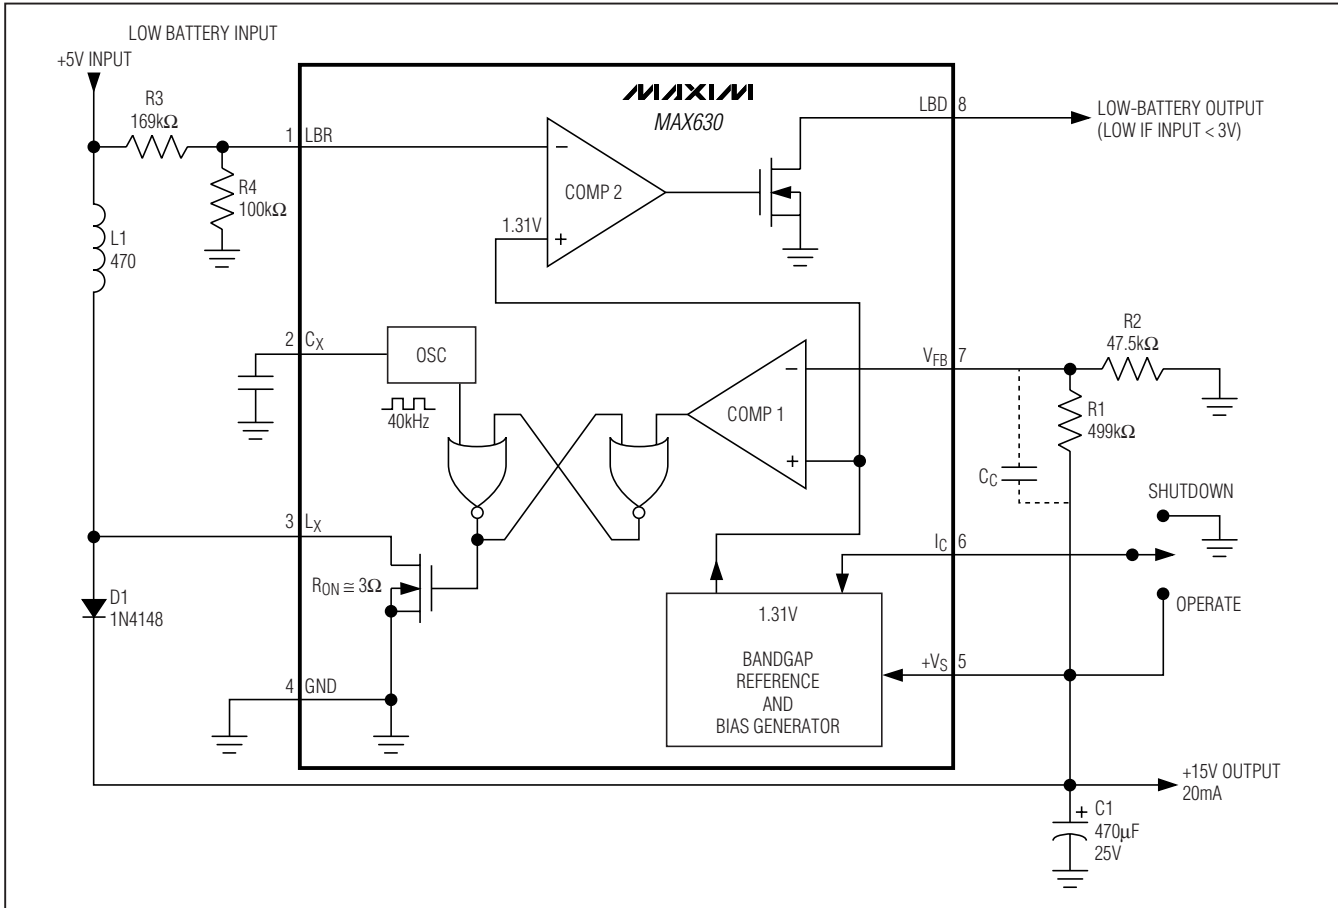 LOW BATTERY INPUT
+5V INPUT
R3
169kΩ
R4
100kΩ
L1
470
1 LBR
MAXIM
MAX630
LBD 8
LOW-BATTERY OUTPUT
(LOW IF INPUT < 3V)
COMP 2
−
+
1.31V
2 CX
OSC
40kHz
COMP 1
−
+
VFB 7
R2
47.5kΩ
R1
499kΩ
CC
SHUTDOWN
3 LX
IC 6
RON ≅ 3Ω
D1
1N4148
OPERATE
1.31V
BANDGAP
REFERENCE
AND
BIAS GENERATOR
+VS 5
4 GND
+15V OUTPUT
20mA
+
C1
470µF
25V